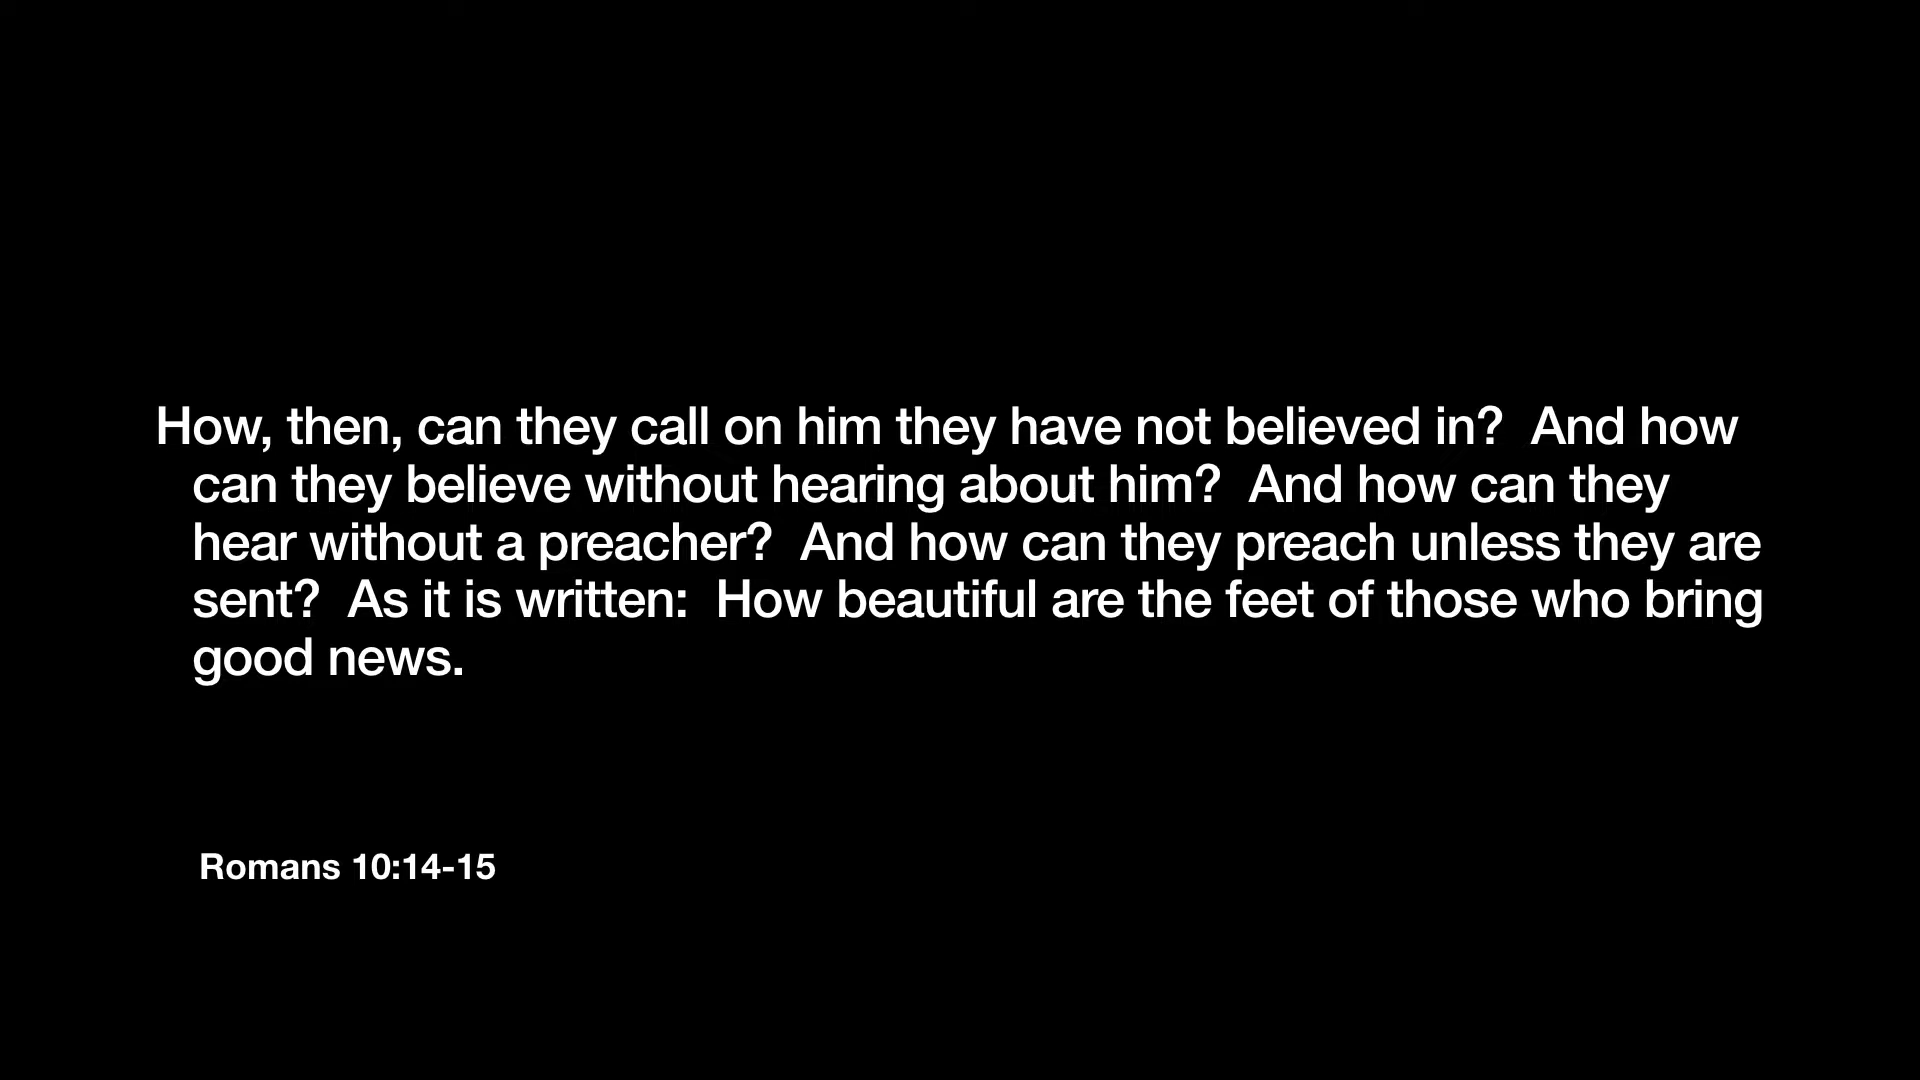 How, then, can they call on him they have not believed in?  And how
can they believe without hearing about him?  And how can they
hear without a preacher?  And how can they preach unless they are
sent?  As it is written:  How beautiful are the feet of those who bring
good news.
Romans 10:14-15